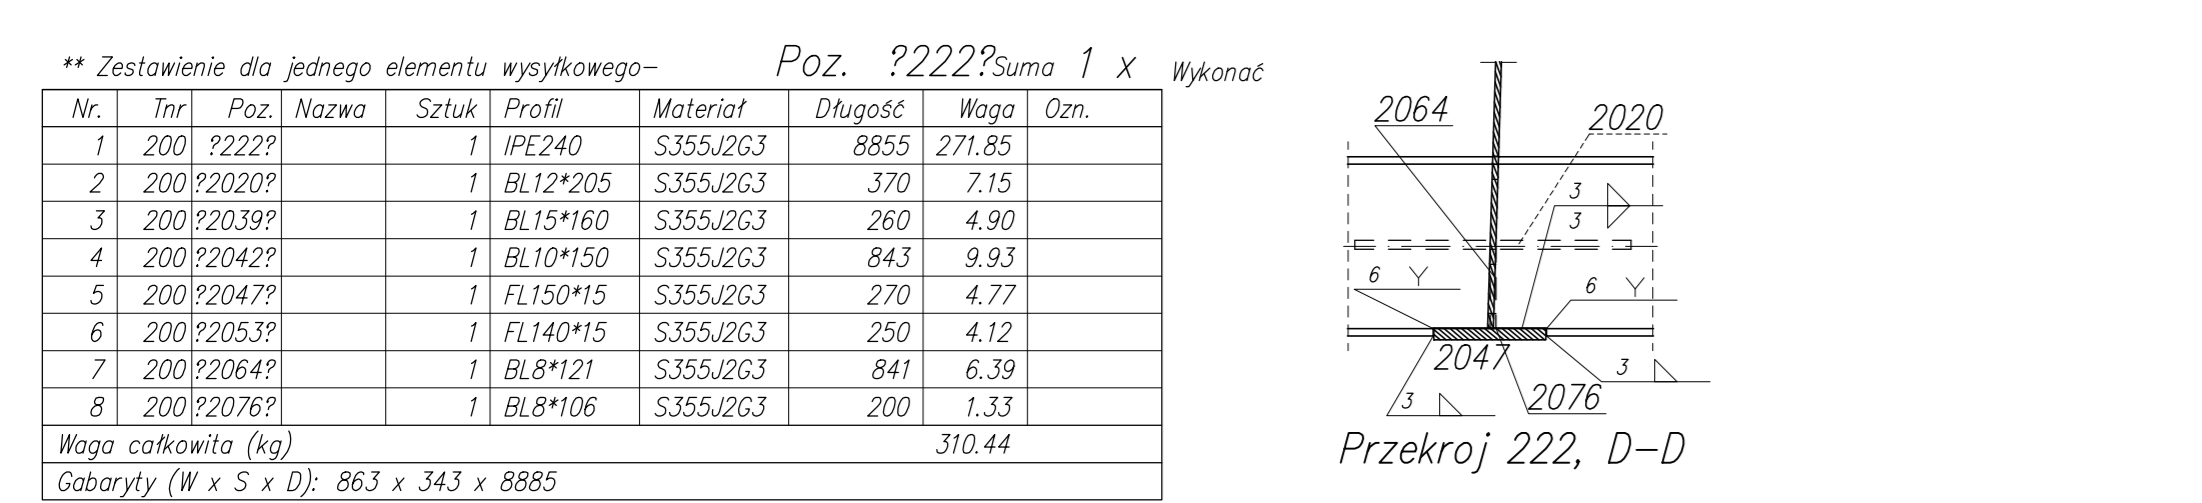 ** Zestawienie dla jednego elementu wysyłkowego– Poz. ?222? Suma 1 x Wykonać
Nr. Tnr Poz. Nazwa Sztuk Profil Materiał Długość Waga Ozn.
1 200 ?222? 1 IPE240 S355J2G3 8855 271.85
2 200 ?2020? 1 BL12*205 S355J2G3 370 7.15
3 200 ?2039? 1 BL15*160 S355J2G3 260 4.90
4 200 ?2042? 1 BL10*150 S355J2G3 843 9.93
5 200 ?2047? 1 FL150*15 S355J2G3 270 4.77
6 200 ?2053? 1 FL140*15 S355J2G3 250 4.12
7 200 ?2064? 1 BL8*121 S355J2G3 841 6.39
8 200 ?2076? 1 BL8*106 S355J2G3 200 1.33
Waga całkowita (kg) 310.44
Gabaryty (W x S x D): 863 x 343 x 8885
2064
2020
3
3
6
6
2047
3
3
2076
Przekroj 222, D–D